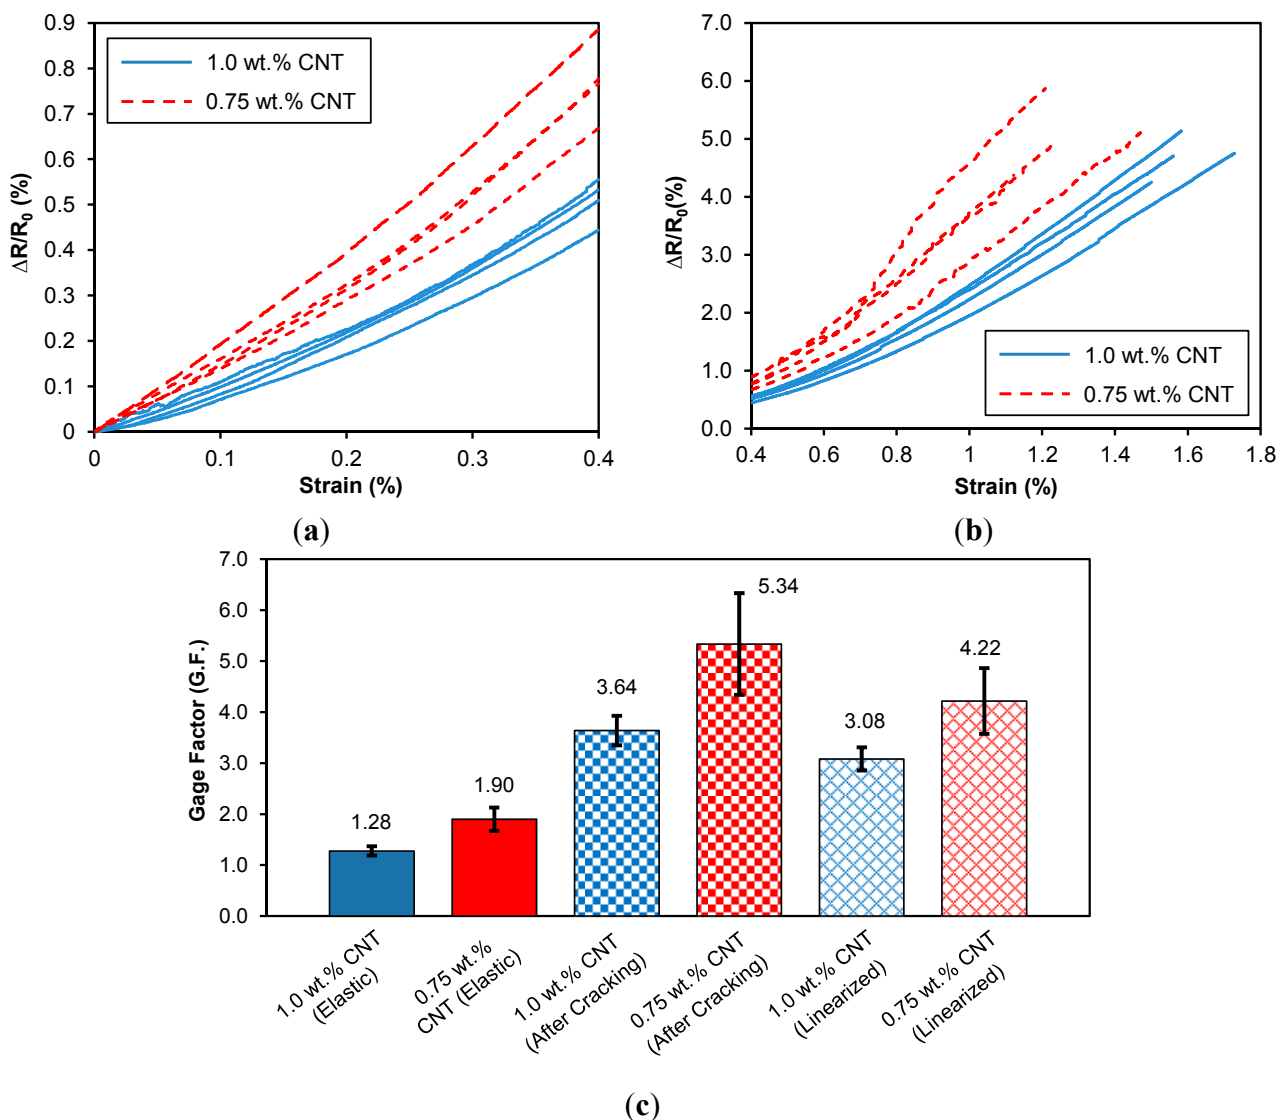 0.9
0.8
0.7
0.6
0.5
0.4
0.3
0.2
0.1
0
ΔR/R0 (%)
1.0 wt.% CNT
0.75 wt.% CNT
0 0.1 0.2 0.3 0.4
Strain (%)
(a)
7.0
6.0
5.0
4.0
3.0
2.0
1.0
0.0
ΔR/R0(%)
1.0 wt.% CNT
0.75 wt.% CNT
0.4 0.6 0.8 1 1.2 1.4 1.6 1.8
Strain (%)
(b)
7.0
6.0
5.0
4.0
3.0
2.0
1.0
0.0
Gage Factor (G.F.)
1.28
1.90
3.64
5.34
3.08
4.22
1.0 wt.% CNT
(Elastic)
0.75 wt.%
CNT (Elastic)
1.0 wt.% CNT
(After Cracking)
0.75 wt.% CNT
(After Cracking)
1.0 wt.% CNT
(Linearized)
0.75 wt.% CNT
(Linearized)
(c)